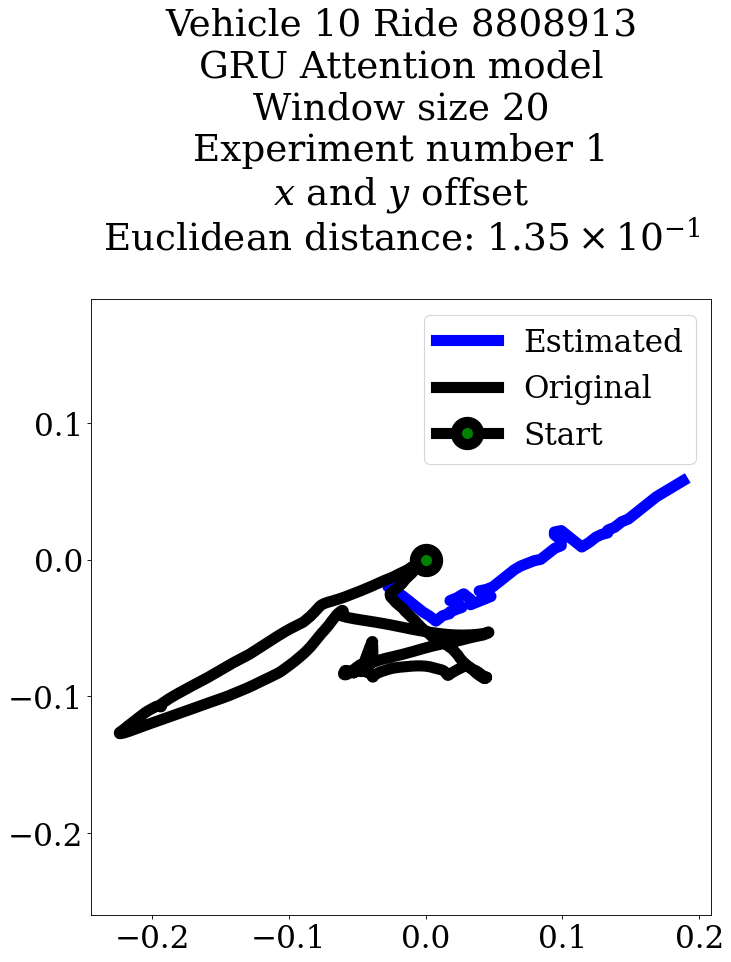 Vehicle 10 Ride 8808913
GRU Attention model
Window size 20
Experiment number 1
x and y offset
Euclidean distance: 1.35 × 10⁻¹
Estimated
Original
Start
0.1
0.0
−0.1
−0.2
−0.2 −0.1 0.0 0.1 0.2